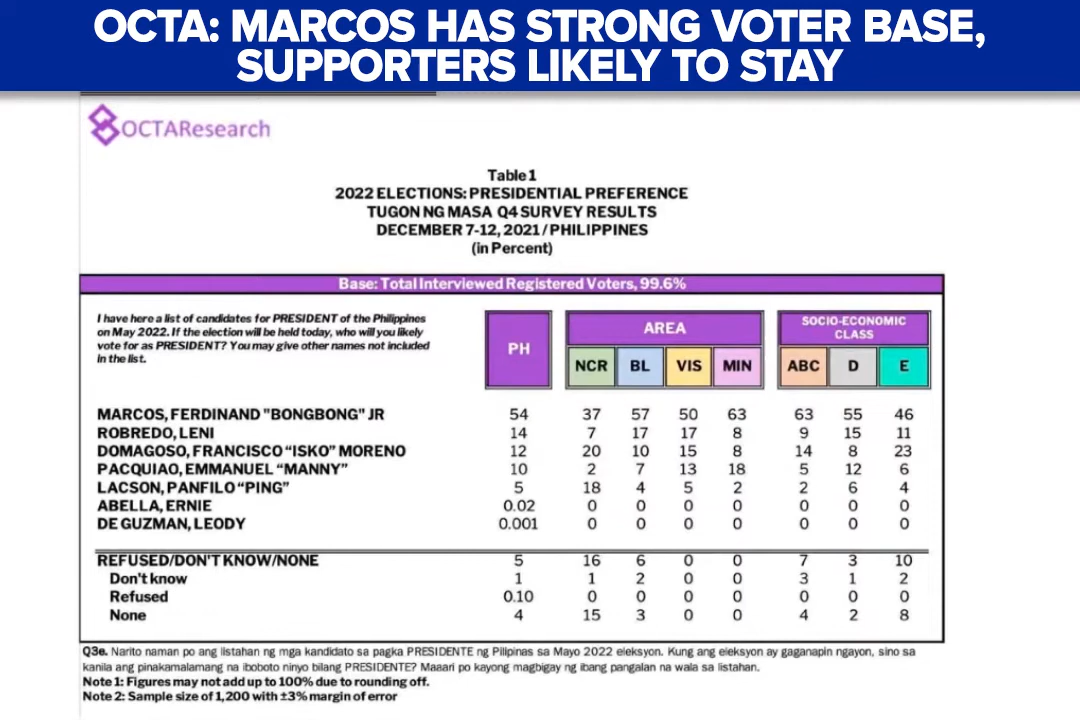 OCTA: MARCOS HAS STRONG VOTER BASE,
SUPPORTERS LIKELY TO STAY
OCTAResearch
Table 1
2022 ELECTIONS: PRESIDENTIAL PREFERENCE
TUGON NG MASA Q4 SURVEY RESULTS
DECEMBER 7-12, 2021 / PHILIPPINES
(in Percent)
Base: Total Interviewed Registered Voters, 99.6%
I have here a list of candidates for PRESIDENT of the Philippines
on May 2022. If the election will be held today, who will you likely
vote for as PRESIDENT? You may give other names not included
in the list.
PH
AREA
SOCIO-ECONOMIC
CLASS
NCR BL VIS MIN ABC D E
MARCOS, FERDINAND "BONGBONG" JR 54 37 57 50 63 63 55 46
ROBREDO, LENI 14 7 17 17 8 9 15 11
DOMAGOSO, FRANCISCO “ISKO” MORENO 12 20 10 15 8 14 8 23
PACQUIAO, EMMANUEL “MANNY” 10 2 7 13 18 5 12 6
LACSON, PANFILO “PING” 5 18 4 5 2 2 6 4
ABELLA, ERNIE 0.02 0 0 0 0 0 0 0
DE GUZMAN, LEODY 0.001 0 0 0 0 0 0 0
REFUSED/DON'T KNOW/NONE 5 16 6 0 0 7 3 10
Don't know 1 1 2 0 0 3 1 2
Refused 0.10 0 0 0 0 0 0 0
None 4 15 3 0 0 4 2 8
Q3e. Narito naman po ang listahan ng mga kandidato sa pagka PRESIDENTE ng Pilipinas sa Mayo 2022 eleksyon. Kung ang eleksyon ay gaganapin ngayon, sino sa
kanila ang pinakamalamang na iboboto ninyo bilang PRESIDENTE? Maaari po kayong magbigay ng ibang pangalan na wala sa listahan.
Note 1: Figures may not add up to 100% due to rounding off.
Note 2: Sample size of 1,200 with ±3% margin of error